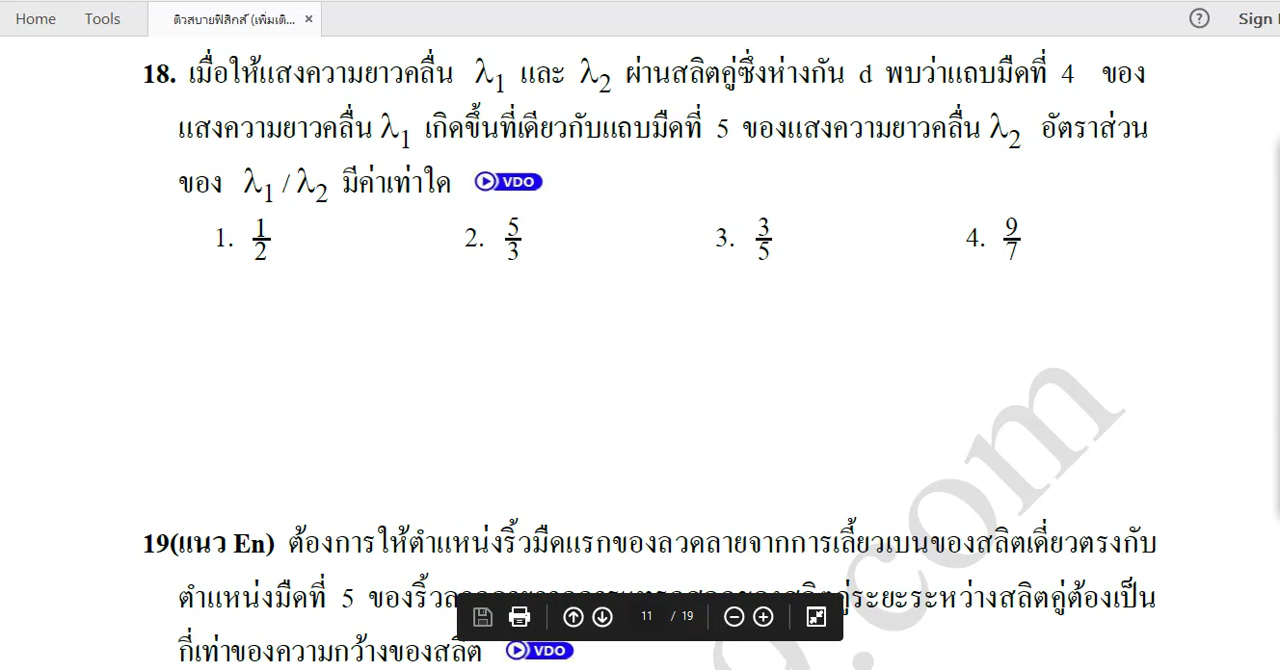 Home Tools ติวสบายฟิสิกส์ (เพิ่มเติ... × ? Sign
18. เมื่อให้แสงความยาวคลื่น λ1 และ λ2 ผ่านสลิตคู่ซึ่งห่างกัน d พบว่าแถบมืดที่ 4 ของ
แสงความยาวคลื่น λ1 เกิดขึ้นที่เดียวกับแถบมืดที่ 5 ของแสงความยาวคลื่น λ2 อัตราส่วน
ของ λ1 / λ2 มีค่าเท่าใด VDO
1. 1/2 2. 5/3 3. 3/5 4. 9/7
19(แนว En) ต้องการให้ตำแหน่งริ้วมืดแรกของลวดลายจากการเลี้ยวเบนของสลิตเดี่ยวตรงกับ
ตำแหน่งมืดที่ 5 ของริ้ว ระยะระหว่างสลิตคู่ต้องเป็น
11 / 19
กี่เท่าของความกว้างของสลิต VDO
.com